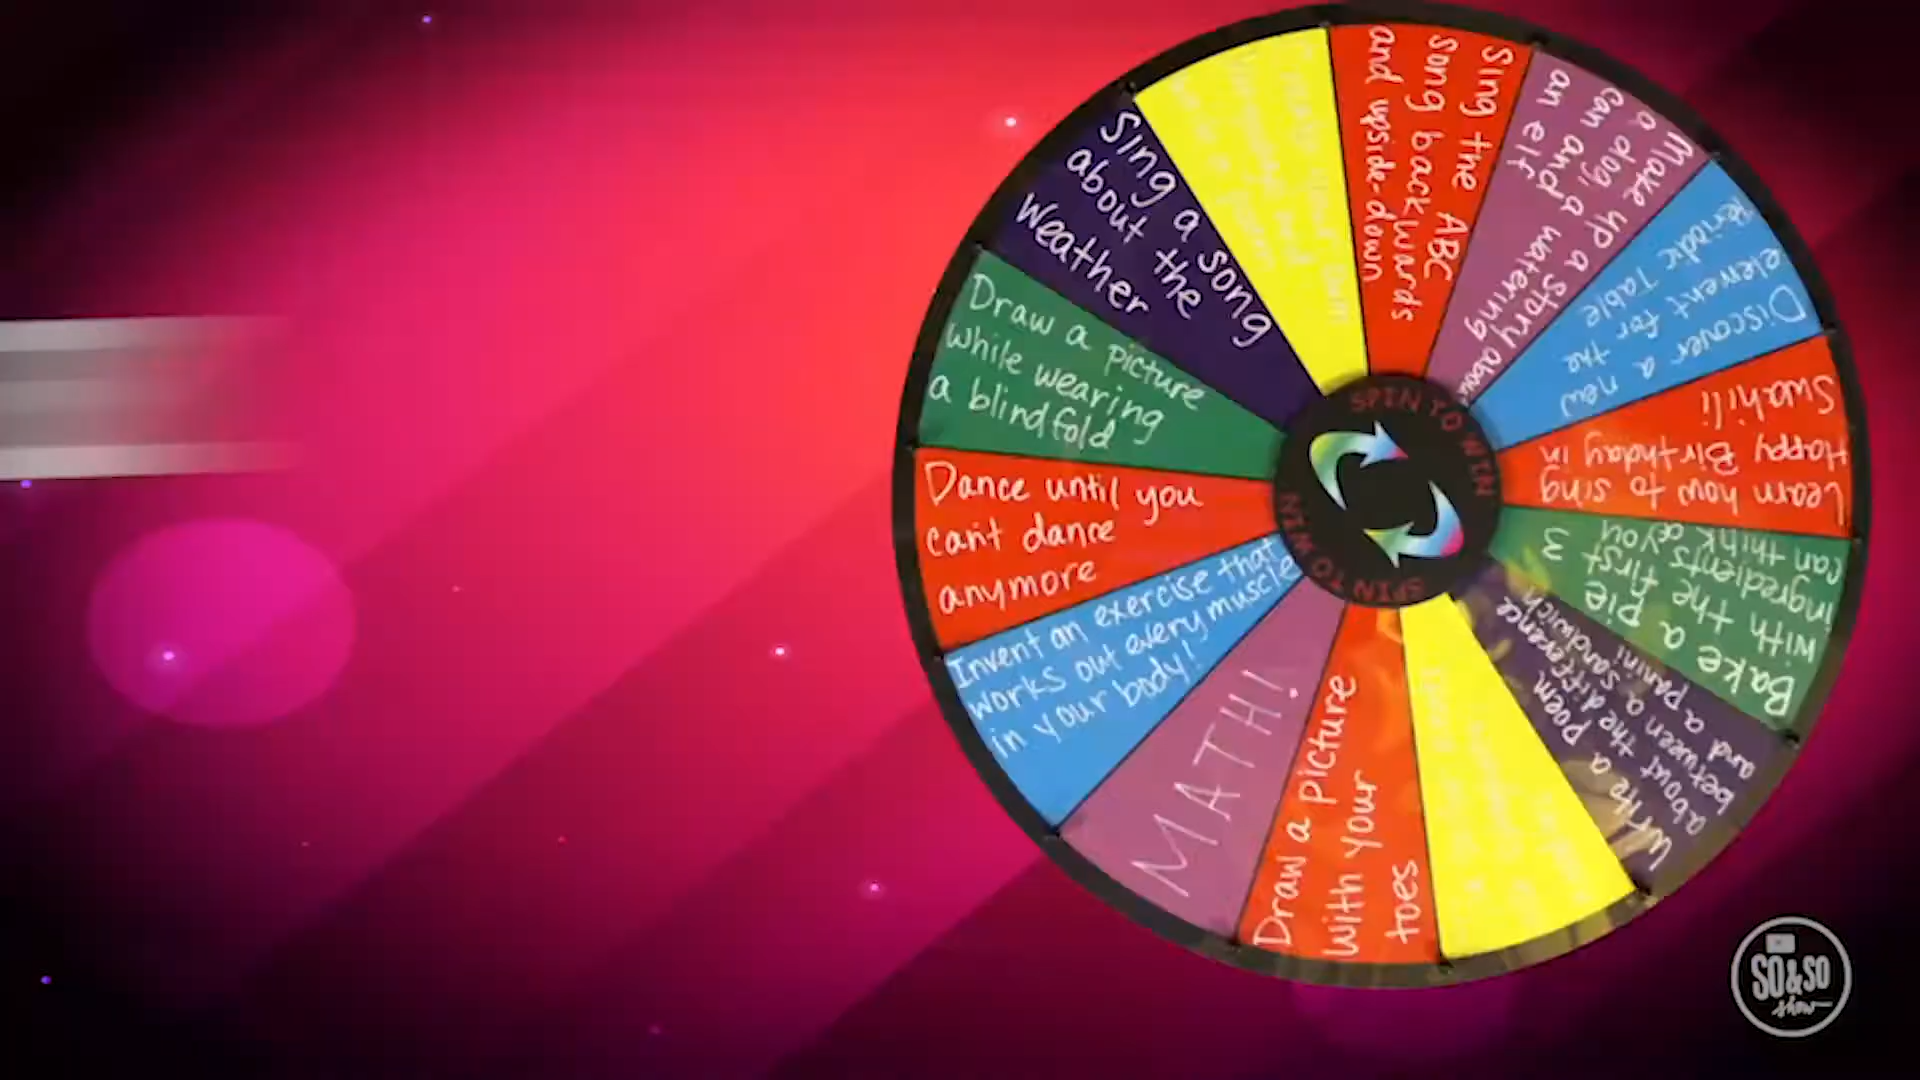 Sing the ABC
song backwards
and upside-down
Make up a story about
a dog, a watering
can and
an elf
Discover a new
element for the
Periodic Table
Learn how to sing
Happy Birthday in
Swahili
Bake a pie
with the first 3
ingredients you
can think of
Write a poem
about the difference
between a sandwich
and a panini
Draw a picture
with your
toes
MATH!
Invent an exercise that
works out every muscle
in your body!
Dance until you
can't dance
anymore
Draw a picture
while wearing
a blindfold
Sing a song
about the
weather
SPIN TO WIN
SPIN TO WIN
SO&SO
show